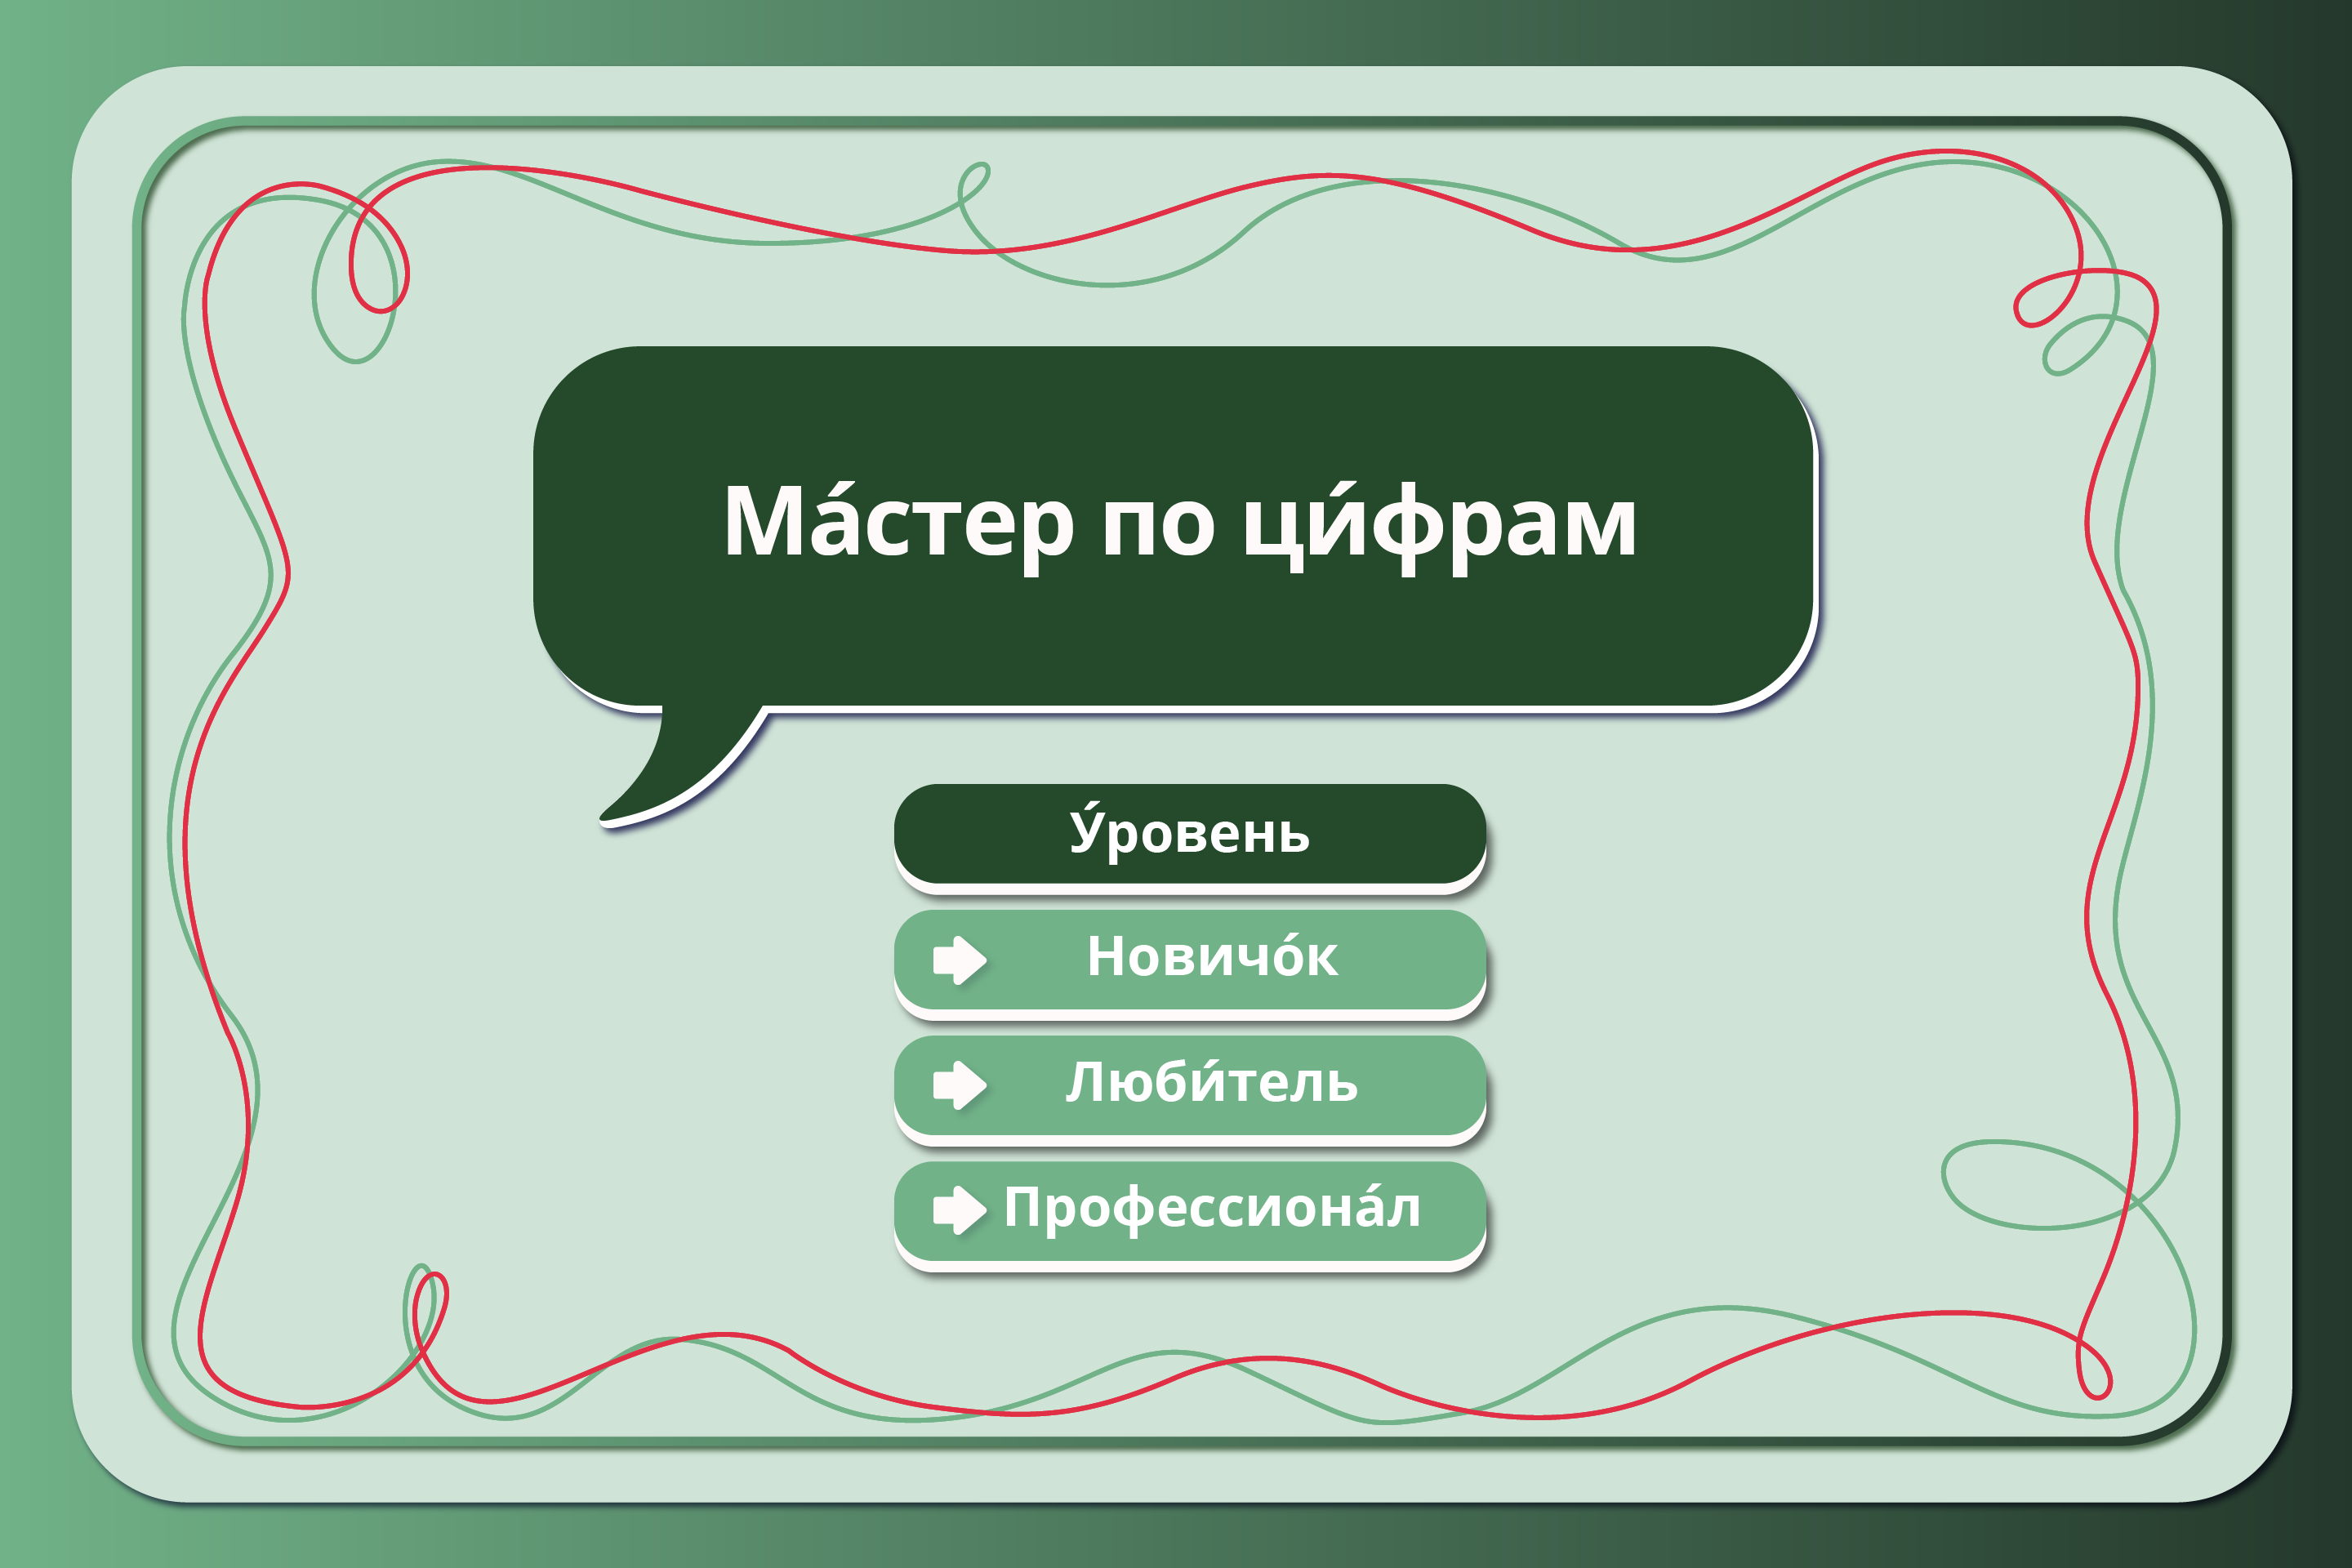 Ма́стер по ци́фрам
У́ровень
Новичо́к
Люби́тель
Профессиона́л